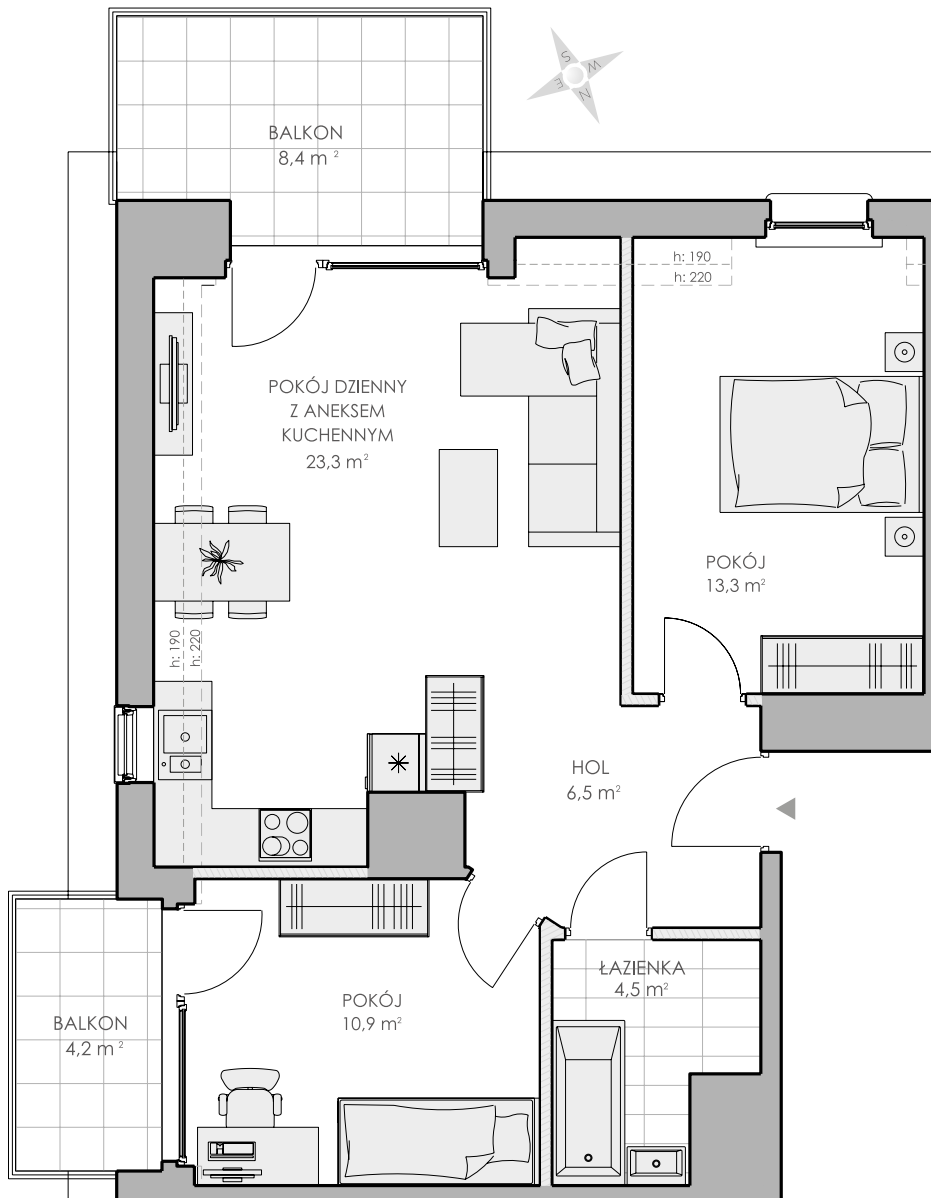 BALKON
8,4 m²
S
W
E
N
h: 190
h: 220
POKÓJ DZIENNY
Z ANEKSEM
KUCHENNYM
23,3 m²
POKÓJ
13,3 m²
h: 190
h: 220
HOL
6,5 m²
ŁAZIENKA
4,5 m²
POKÓJ
10,9 m²
BALKON
4,2 m²